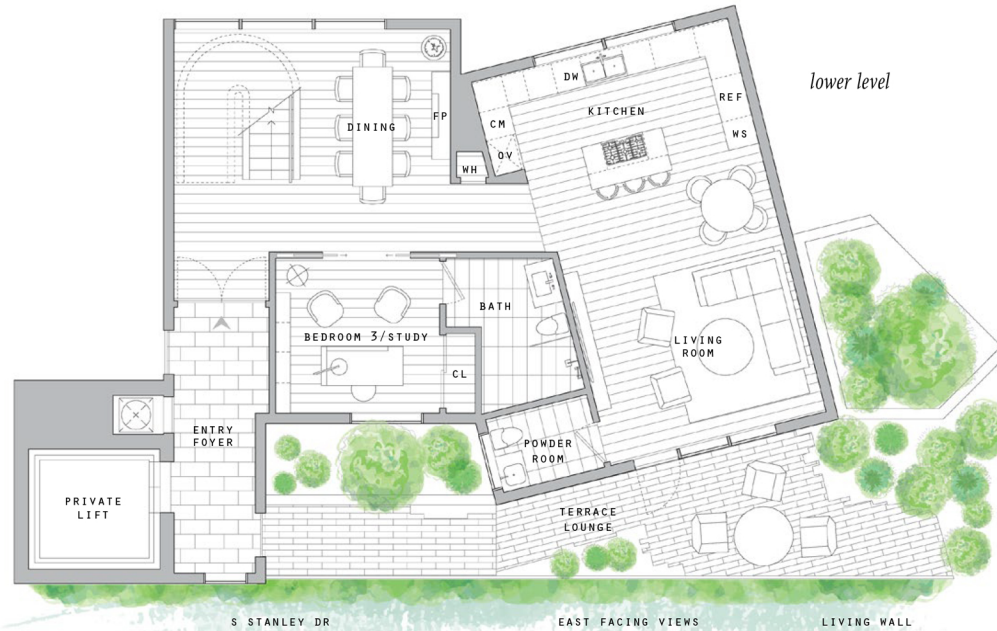 lower level
DW
KITCHEN
REF
FP
DINING
CM
WS
OV
WH
BATH
BEDROOM 3/STUDY
LIVING
ROOM
CL
ENTRY
FOYER
POWDER
ROOM
PRIVATE
LIFT
TERRACE
LOUNGE
S STANLEY DR
EAST FACING VIEWS
LIVING WALL